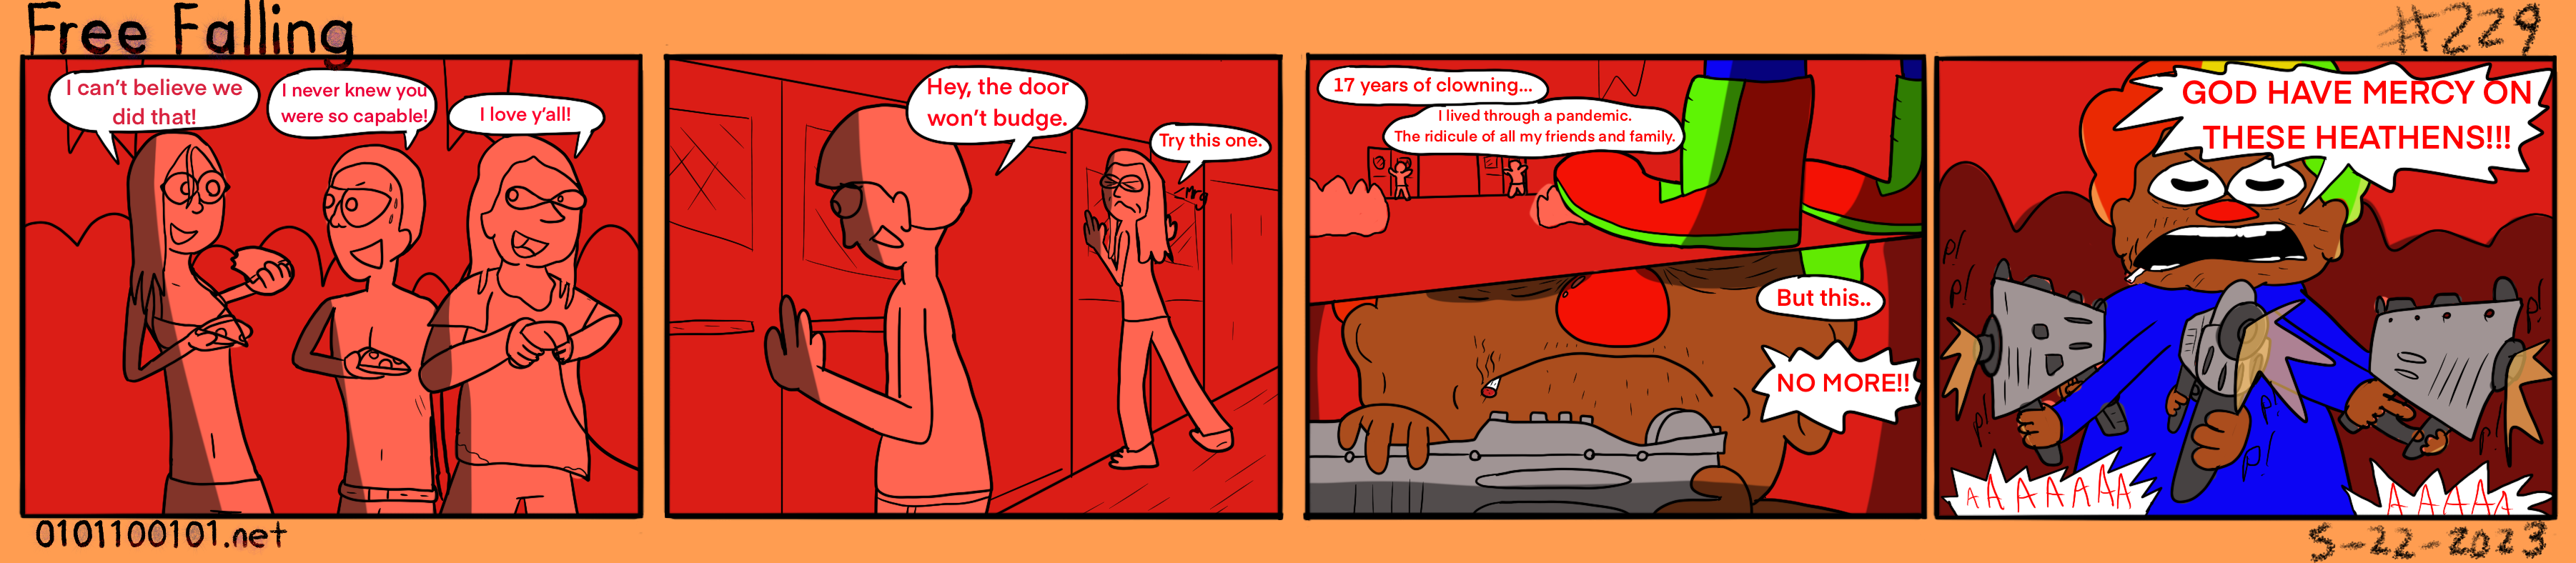 Free Falling
#229
I can't believe we
did that!
I never knew you
were so capable!
I love y'all!
Hey, the door
won't budge.
Try this one.
17 years of clowning...
I lived through a pandemic.
The ridicule of all my friends and family.
But this..
NO MORE!!
GOD HAVE MERCY ON
THESE HEATHENS!!!
P!
P!
P!
P!
P!
P!
P!
AAAAAAA
AAAAA
0101100101.net
5-22-2023